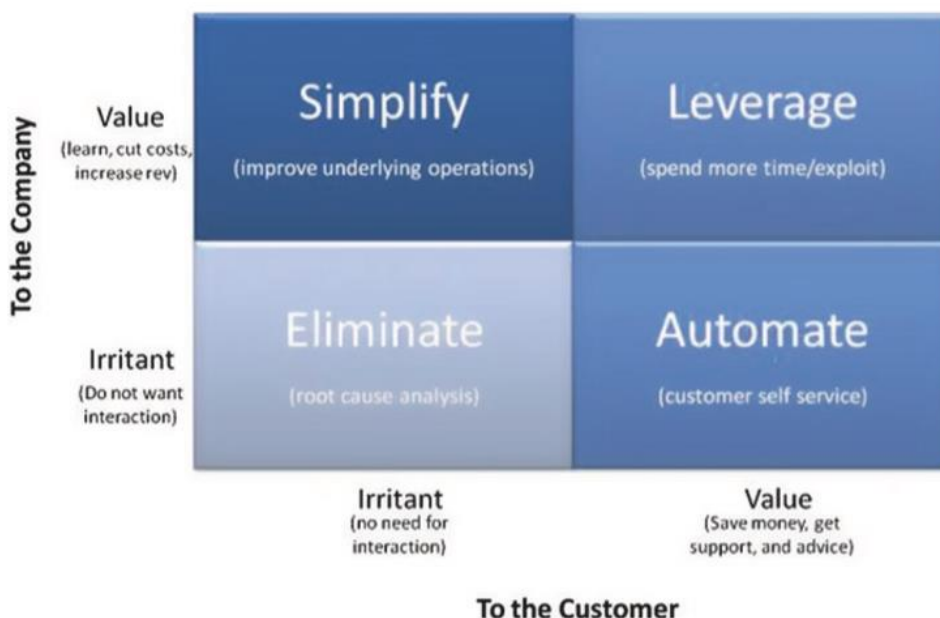 To the Company
Value
(learn, cut costs,
increase rev)
Simplify
(improve underlying operations)
Leverage
(spend more time/exploit)
Irritant
(Do not want
interaction)
Eliminate
(root cause analysis)
Automate
(customer self service)
Irritant
(no need for
interaction)
Value
(Save money, get
support, and advice)
To the Customer